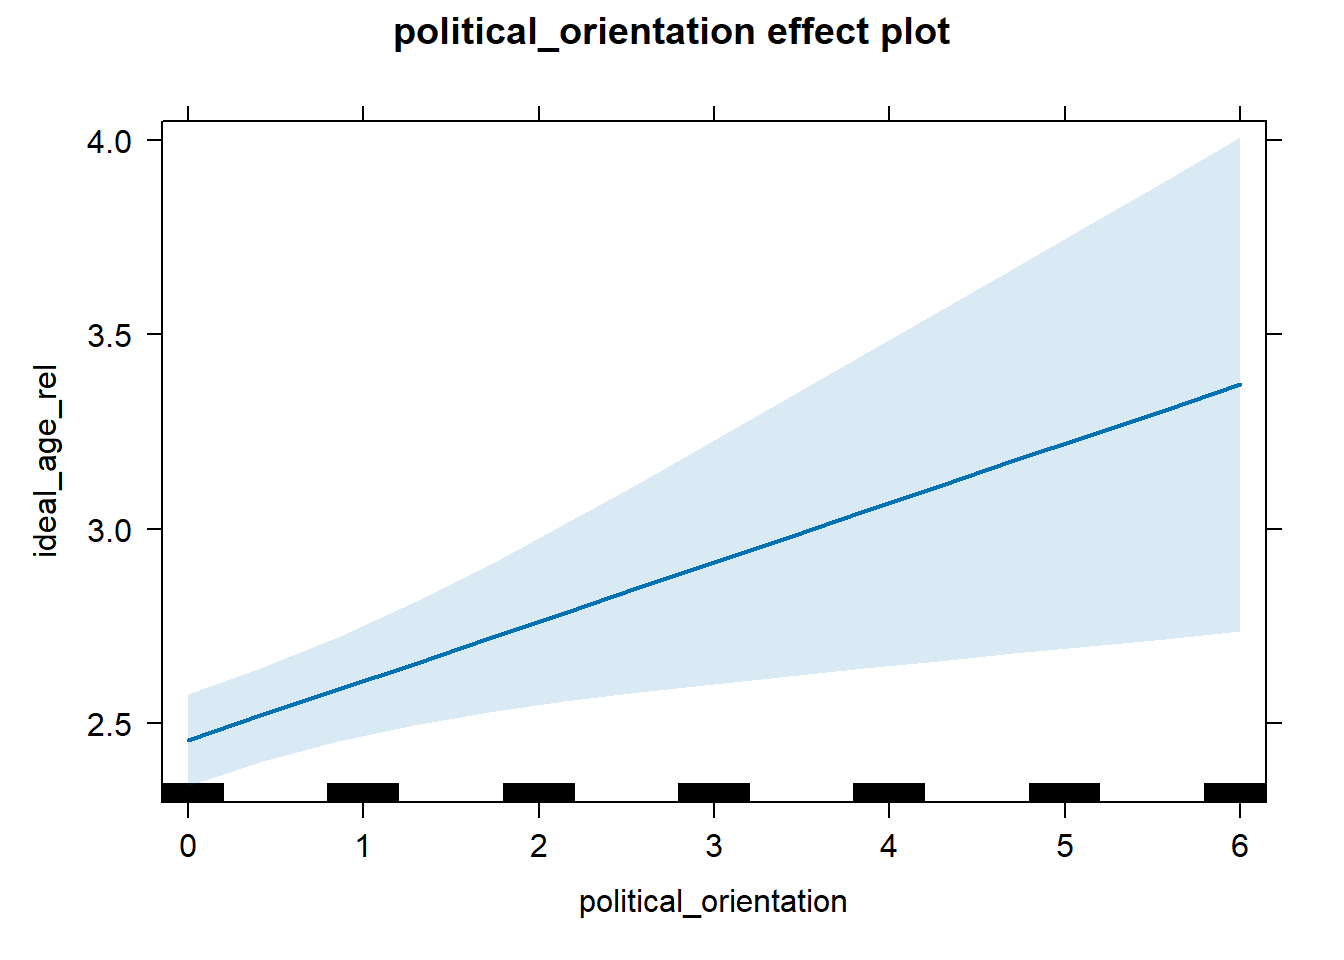 political_orientation effect plot
4.0
3.5
3.0
2.5
ideal_age_rel
0 1 2 3 4 5 6
political_orientation